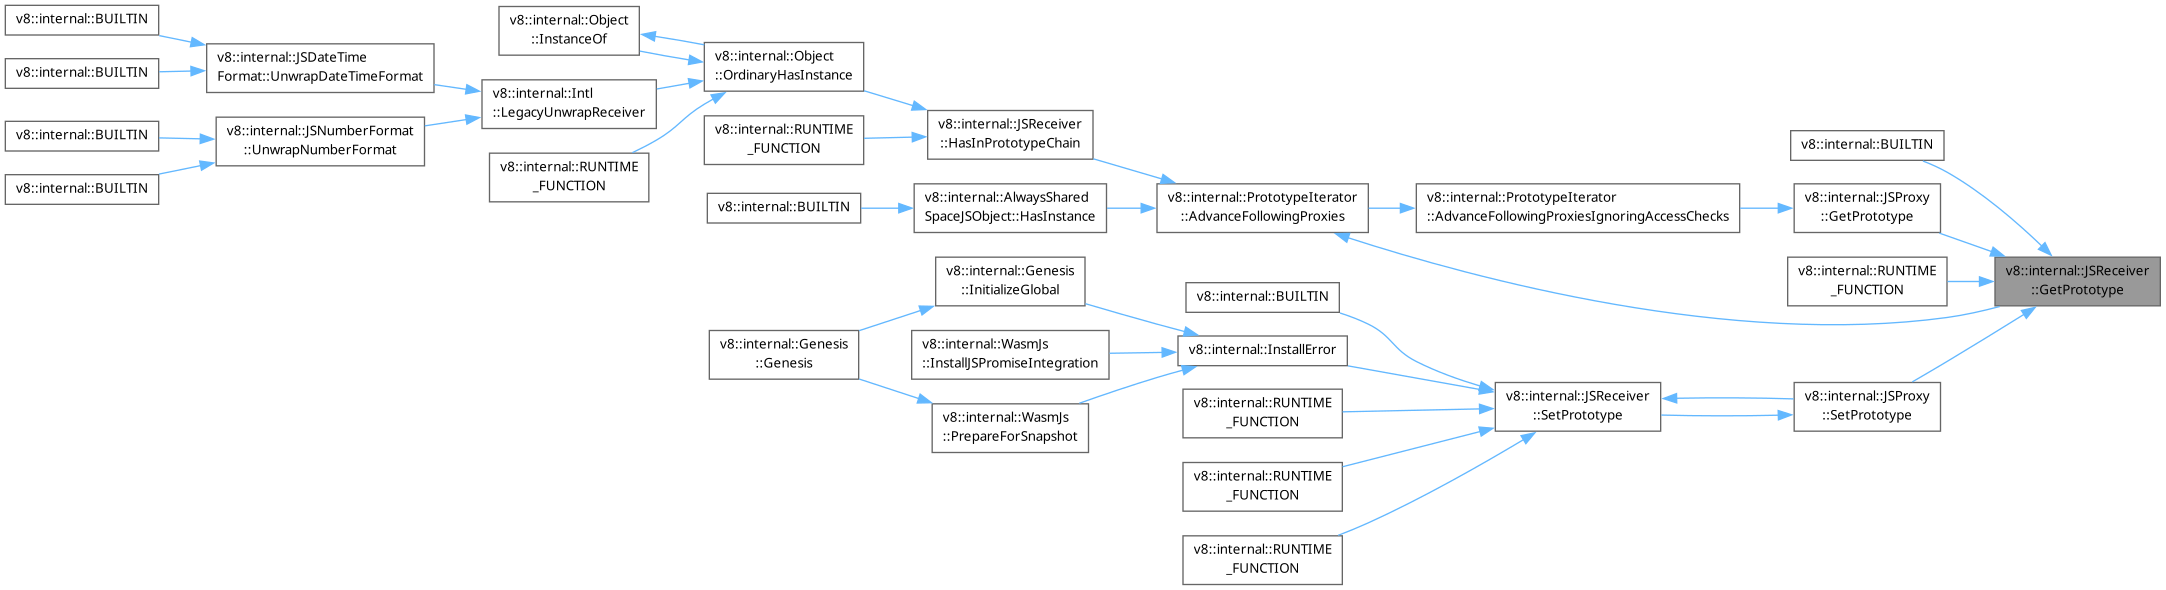 v8::internal::BUILTIN
v8::internal::BUILTIN
v8::internal::BUILTIN
v8::internal::BUILTIN
v8::internal::JSDateTime
Format::UnwrapDateTimeFormat
v8::internal::JSNumberFormat
::UnwrapNumberFormat
v8::internal::Object
::InstanceOf
v8::internal::Intl
::LegacyUnwrapReceiver
v8::internal::RUNTIME
_FUNCTION
v8::internal::Object
::OrdinaryHasInstance
v8::internal::RUNTIME
_FUNCTION
v8::internal::BUILTIN
v8::internal::Genesis
::Genesis
v8::internal::JSReceiver
::HasInPrototypeChain
v8::internal::AlwaysShared
SpaceJSObject::HasInstance
v8::internal::Genesis
::InitializeGlobal
v8::internal::WasmJs
::InstallJSPromiseIntegration
v8::internal::WasmJs
::PrepareForSnapshot
v8::internal::PrototypeIterator
::AdvanceFollowingProxies
v8::internal::BUILTIN
v8::internal::InstallError
v8::internal::RUNTIME
_FUNCTION
v8::internal::RUNTIME
_FUNCTION
v8::internal::RUNTIME
_FUNCTION
v8::internal::PrototypeIterator
::AdvanceFollowingProxiesIgnoringAccessChecks
v8::internal::JSReceiver
::SetPrototype
v8::internal::BUILTIN
v8::internal::JSProxy
::GetPrototype
v8::internal::RUNTIME
_FUNCTION
v8::internal::JSProxy
::SetPrototype
v8::internal::JSReceiver
::GetPrototype